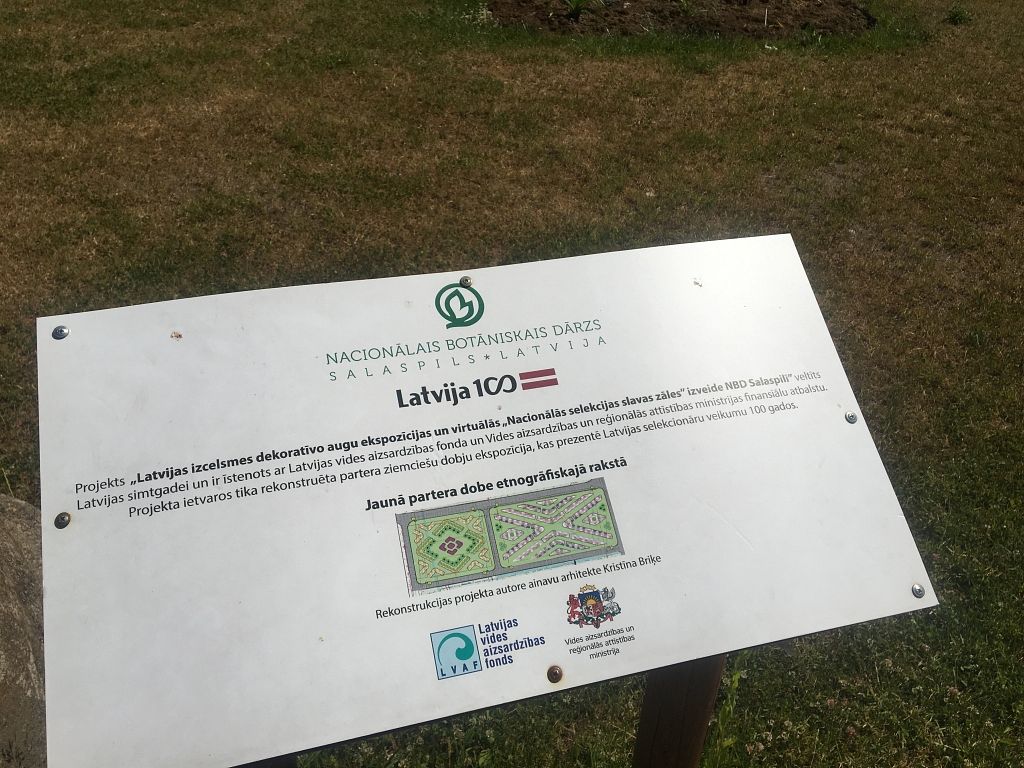 NACIONĀLAIS BOTĀNISKAIS DĀRZS
SALASPILS*LATVIJA
Latvija 100
Projekts „Latvijas izcelsmes dekoratīvo augu ekspozīcijas un virtuālās „Nacionālās selekcijas slavas zāles” izveide NBD Salaspilī” veltīts
Latvijas simtgadei un ir īstenots ar Latvijas vides aizsardzības fonda un Vides aizsardzības un reģionālās attīstības ministrijas finansiālu atbalstu.
Projekta ietvaros tika rekonstruēta partera ziemciešu dobju ekspozīcija, kas prezentē Latvijas selekcionāru veikumu 100 gados.
Jaunā partera dobe etnogrāfiskajā rakstā
Rekonstrukcijas projekta autore ainavu arhitekte Kristīna Briķe
LVAF
Latvijas
vides
aizsardzības
fonds
Vides aizsardzības un
reģionālās attīstības
ministrija